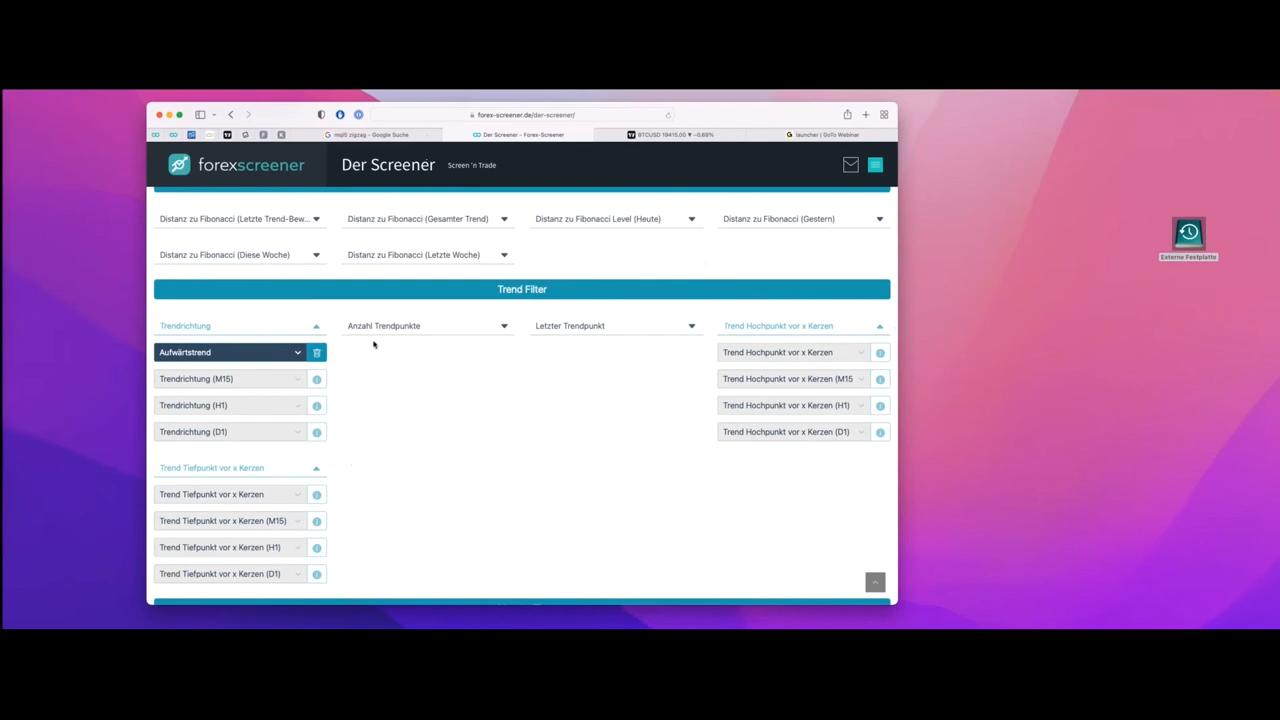 forex-screener.de/der-screener/
mql5 zigzag - Google Suche
Der Screener - Forex-Screener
BTCUSD 19415.00 ▼ −0.68%
launcher | GoTo Webinar
forexscreener
Der Screener
Screen 'n Trade
Distanz zu Fibonacci (Letzte Trend-Bew...
Distanz zu Fibonacci (Gesamter Trend)
Distanz zu Fibonacci Level (Heute)
Distanz zu Fibonacci (Gestern)
Distanz zu Fibonacci (Diese Woche)
Distanz zu Fibonacci (Letzte Woche)
Trend Filter
Trendrichtung
Anzahl Trendpunkte
Letzter Trendpunkt
Trend Hochpunkt vor x Kerzen
Aufwärtstrend
Trend Hochpunkt vor x Kerzen
Trendrichtung (M15)
Trend Hochpunkt vor x Kerzen (M15
Trendrichtung (H1)
Trend Hochpunkt vor x Kerzen (H1)
Trendrichtung (D1)
Trend Hochpunkt vor x Kerzen (D1)
Trend Tiefpunkt vor x Kerzen
Trend Tiefpunkt vor x Kerzen
Trend Tiefpunkt vor x Kerzen (M15)
Trend Tiefpunkt vor x Kerzen (H1)
Trend Tiefpunkt vor x Kerzen (D1)
Externe Festplatte